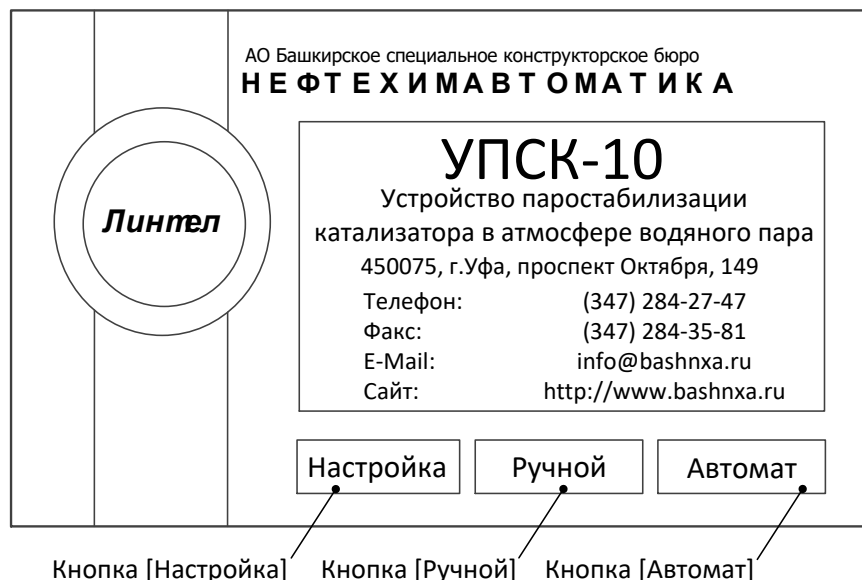 АО Башкирское специальное конструкторское бюро
НЕФТЕХИМАВТОМАТИКА
Линтел
УПСК-10
Устройство паростабилизации
катализатора в атмосфере водяного пара
450075, г.Уфа, проспект Октября, 149
Телефон: (347) 284-27-47
Факс: (347) 284-35-81
E-Mail: info@bashnxa.ru
Сайт: http://www.bashnxa.ru
Настройка Ручной Автомат
Кнопка [Настройка] Кнопка [Ручной] Кнопка [Автомат]